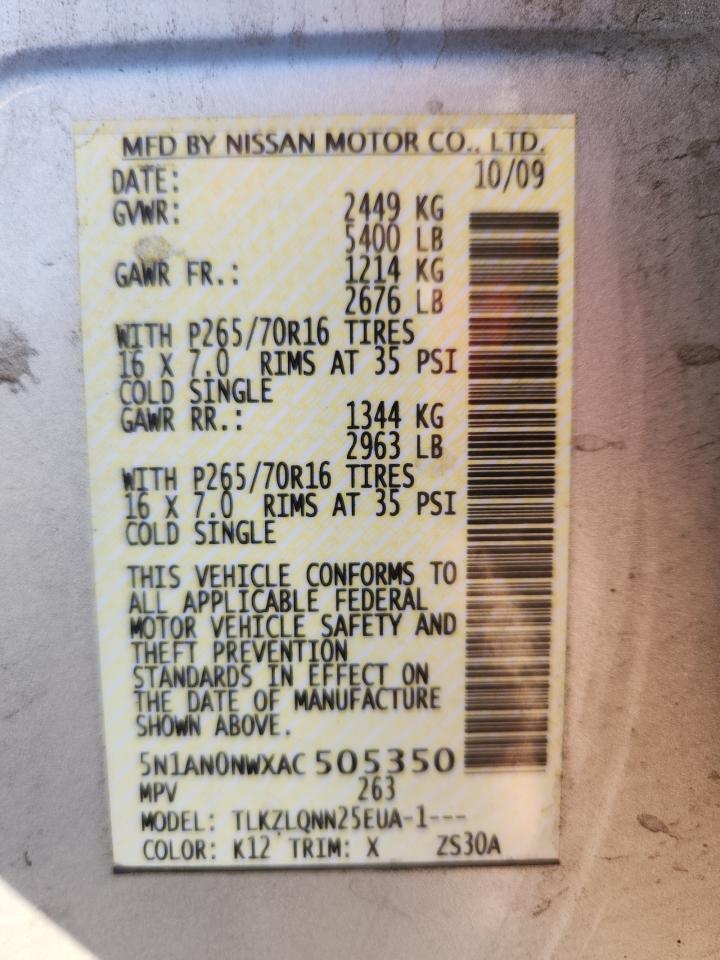 MFD BY NISSAN MOTOR CO., LTD.
DATE: 10/09
GVWR: 2449 KG
5400 LB
GAWR FR.: 1214 KG
2676 LB
WITH P265/70R16 TIRES
16 X 7.0 RIMS AT 35 PSI
COLD SINGLE
GAWR RR.: 1344 KG
2963 LB
WITH P265/70R16 TIRES
16 X 7.0 RIMS AT 35 PSI
COLD SINGLE
THIS VEHICLE CONFORMS TO
ALL APPLICABLE FEDERAL
MOTOR VEHICLE SAFETY AND
THEFT PREVENTION
STANDARDS IN EFFECT ON
THE DATE OF MANUFACTURE
SHOWN ABOVE.
5N1AN0NWXAC 505350
MPV 263
MODEL: TLKZLQNN25EUA-1---
COLOR: K12 TRIM: X ZS30A